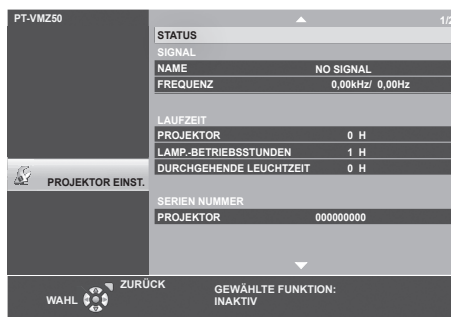 PT-VMZ50 1/2
STATUS
SIGNAL
NAME NO SIGNAL
FREQUENZ 0,00kHz/ 0,00Hz
LAUFZEIT
PROJEKTOR 0 H
LAMP.-BETRIEBSSTUNDEN 1 H
DURCHGEHENDE LEUCHTZEIT 0 H
PROJEKTOR EINST.
SERIEN NUMMER
PROJEKTOR 000000000
ZURÜCK
WAHL
GEWÄHLTE FUNKTION:
INAKTIV